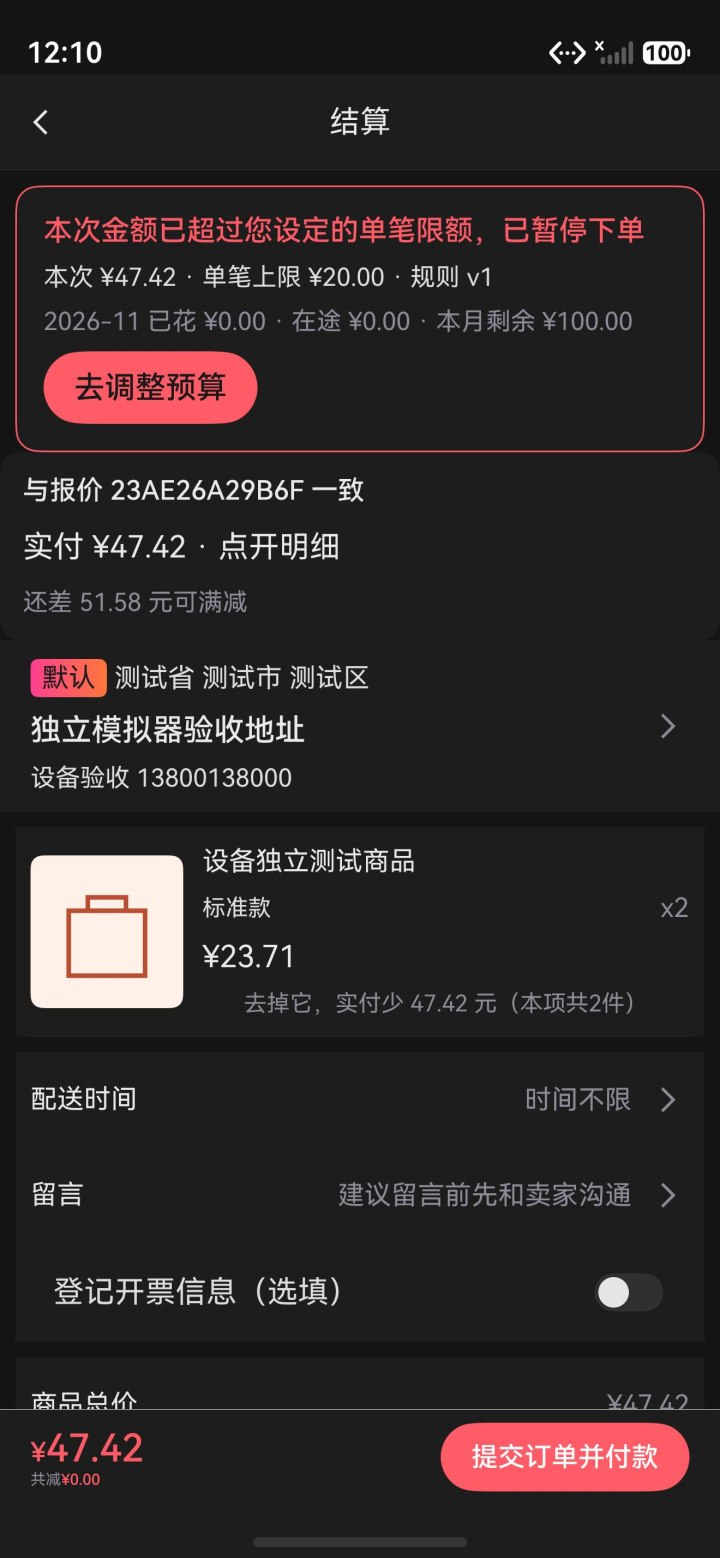 12:10
100
结算
本次金额已超过您设定的单笔限额，已暂停下单
本次 ¥47.42 · 单笔上限 ¥20.00 · 规则 v1
2026-11 已花 ¥0.00 · 在途 ¥0.00 · 本月剩余 ¥100.00
去调整预算
与报价 23AE26A29B6F 一致
实付 ¥47.42 · 点开明细
还差 51.58 元可满减
默认 测试省 测试市 测试区
独立模拟器验收地址
设备验收 13800138000
设备独立测试商品
标准款 x2
¥23.71
去掉它，实付少 47.42 元（本项共2件）
配送时间 时间不限
留言 建议留言前先和卖家沟通
登记开票信息（选填）
商品总价 ¥47.42
¥47.42
共减¥0.00
提交订单并付款